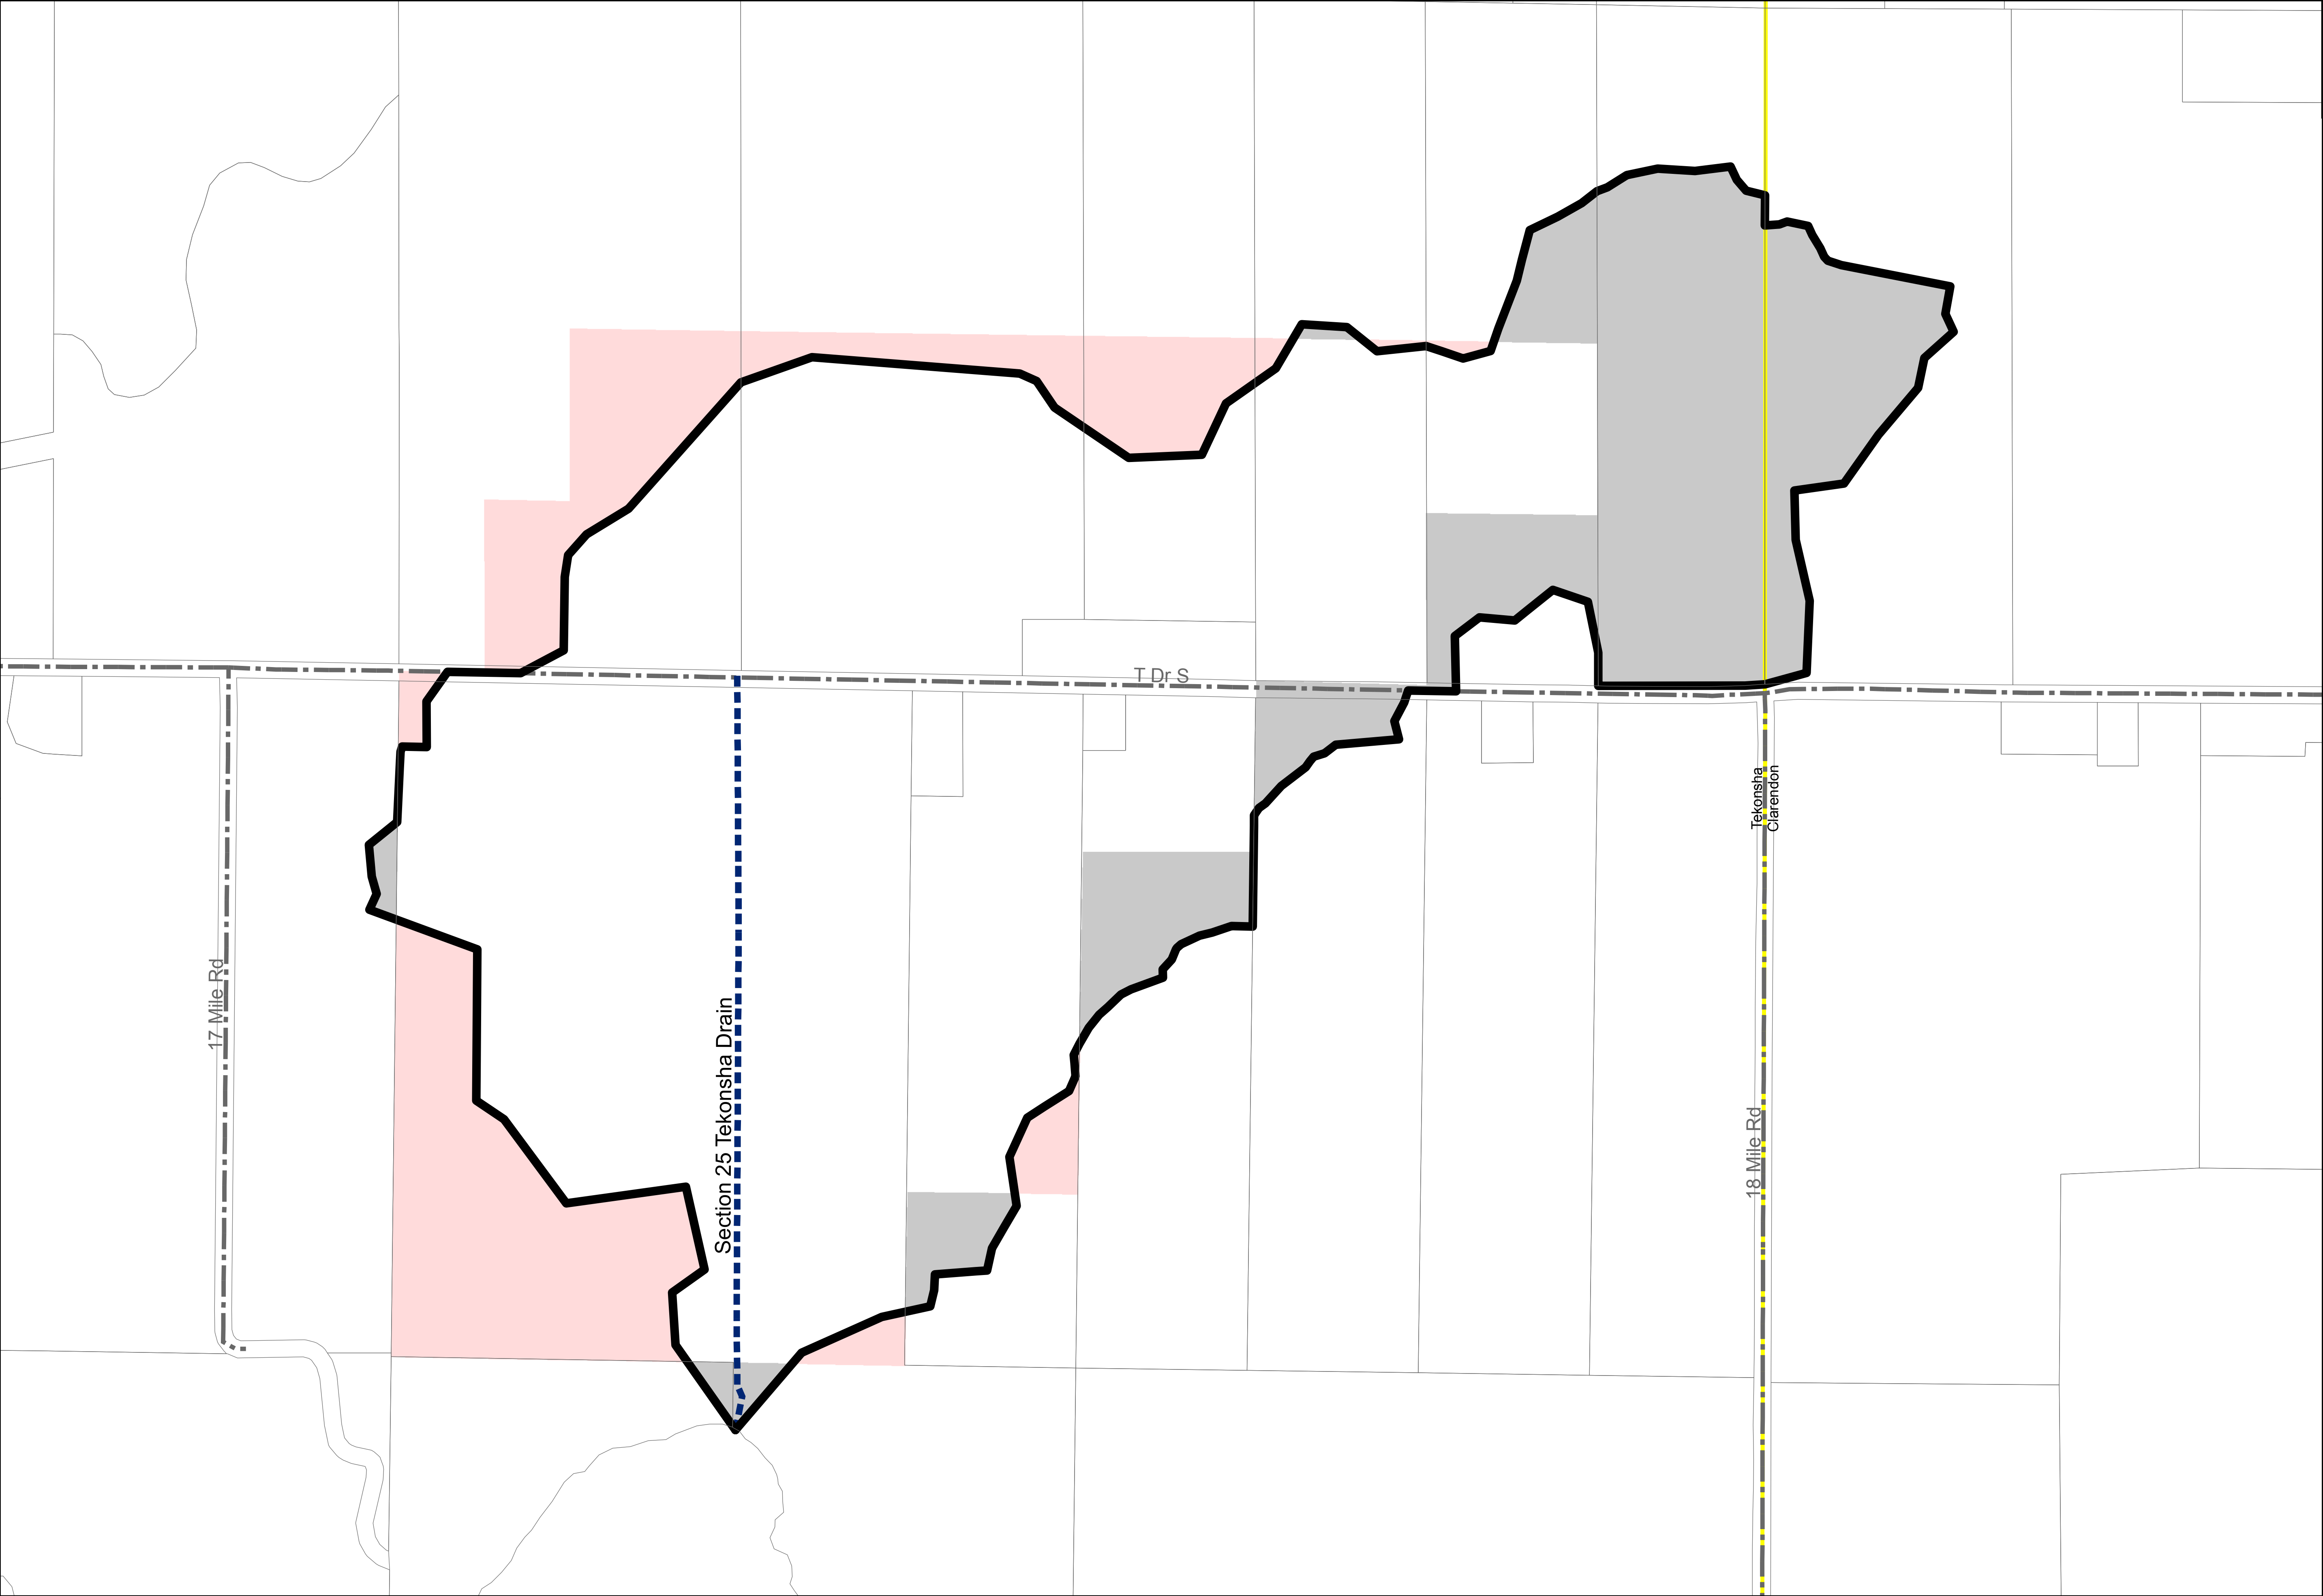 T Dr S
Tekonsha
Clarendon
17 Mile Rd
Section 25 Tekonsha Drain
18 Mile Rd